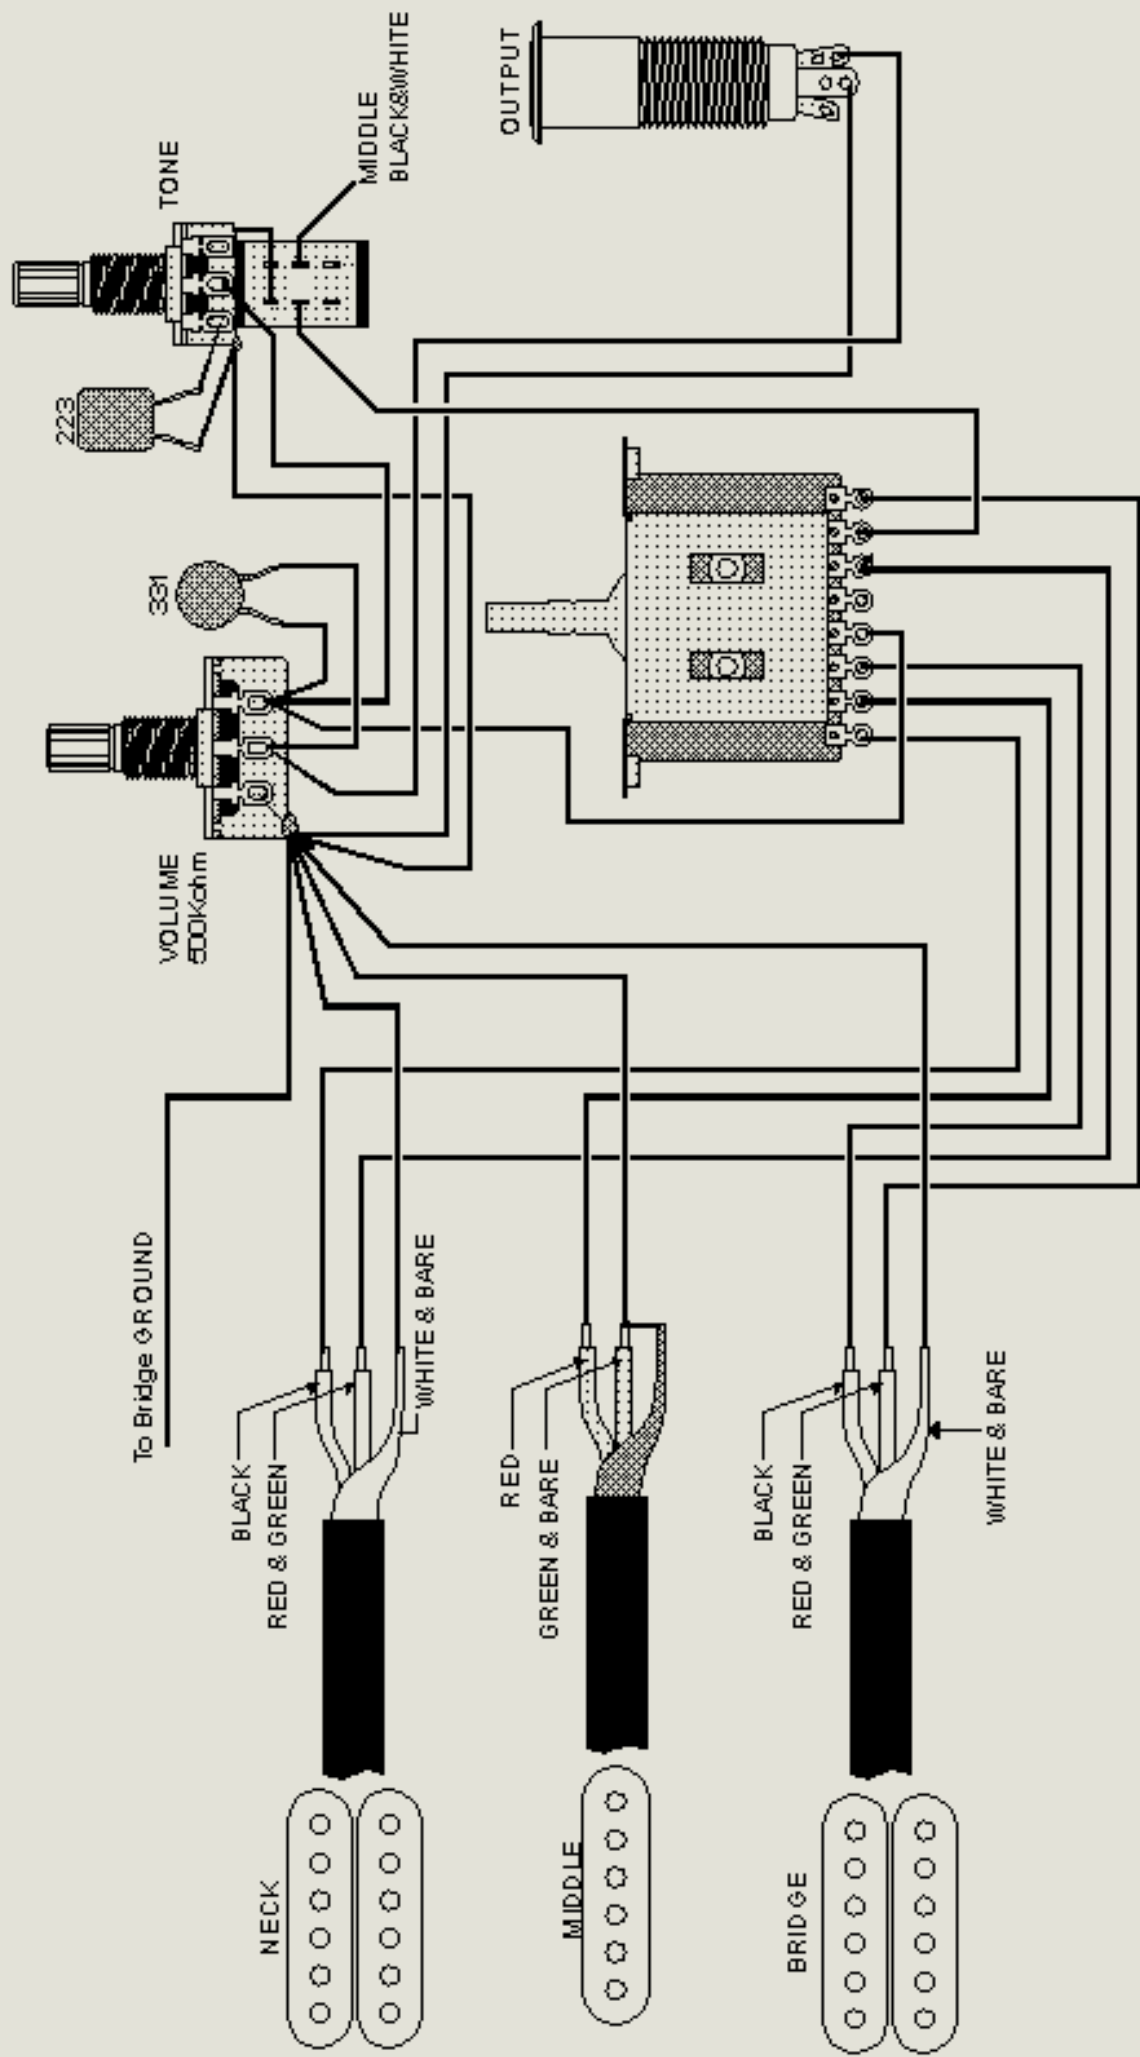 TONE
MIDDLE
BLACK&WHITE
OUTPUT
223
331
VOLUME
500Kohm
To Bridge GROUND
BLACK
RED & GREEN
WHITE & BARE
RED
GREEN & BARE
BLACK
RED & GREEN
WHITE & BARE
NECK
MIDDLE
BRIDGE